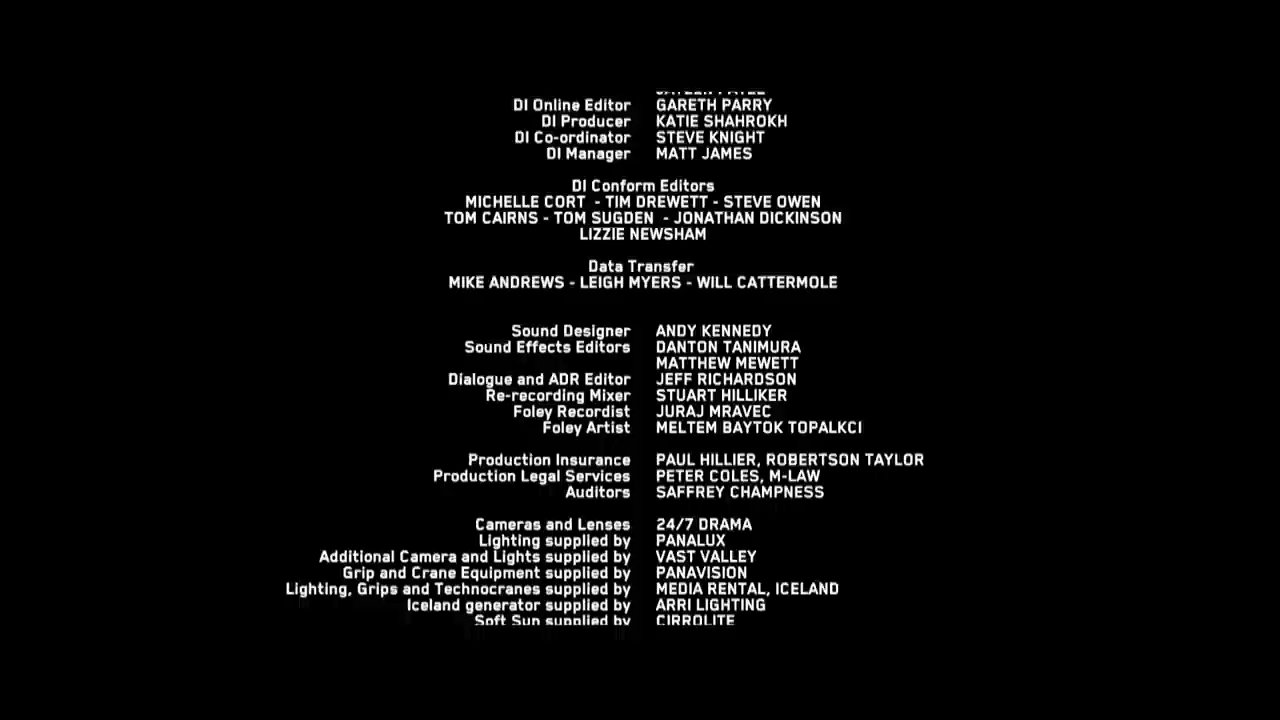 DI Online Editor GARETH PARRY
DI Producer KATIE SHAHROKH
DI Co-ordinator STEVE KNIGHT
DI Manager MATT JAMES
DI Conform Editors
MICHELLE CORT - TIM DREWETT - STEVE OWEN
TOM CAIRNS - TOM SUGDEN - JONATHAN DICKINSON
LIZZIE NEWSHAM
Data Transfer
MIKE ANDREWS - LEIGH MYERS - WILL CATTERMOLE
Sound Designer ANDY KENNEDY
Sound Effects Editors DANTON TANIMURA
MATTHEW MEWETT
Dialogue and ADR Editor JEFF RICHARDSON
Re-recording Mixer STUART HILLIKER
Foley Recordist JURAJ MRAVEC
Foley Artist MELTEM BAYTOK TOPALKCI
Production Insurance PAUL HILLIER, ROBERTSON TAYLOR
Production Legal Services PETER COLES, M-LAW
Auditors SAFFREY CHAMPNESS
Cameras and Lenses 24/7 DRAMA
Lighting supplied by PANALUX
Additional Camera and Lights supplied by VAST VALLEY
Grip and Crane Equipment supplied by PANAVISION
Lighting, Grips and Technocranes supplied by MEDIA RENTAL, ICELAND
Iceland generator supplied by ARRI LIGHTING
Soft Sun supplied by CIRROLITE